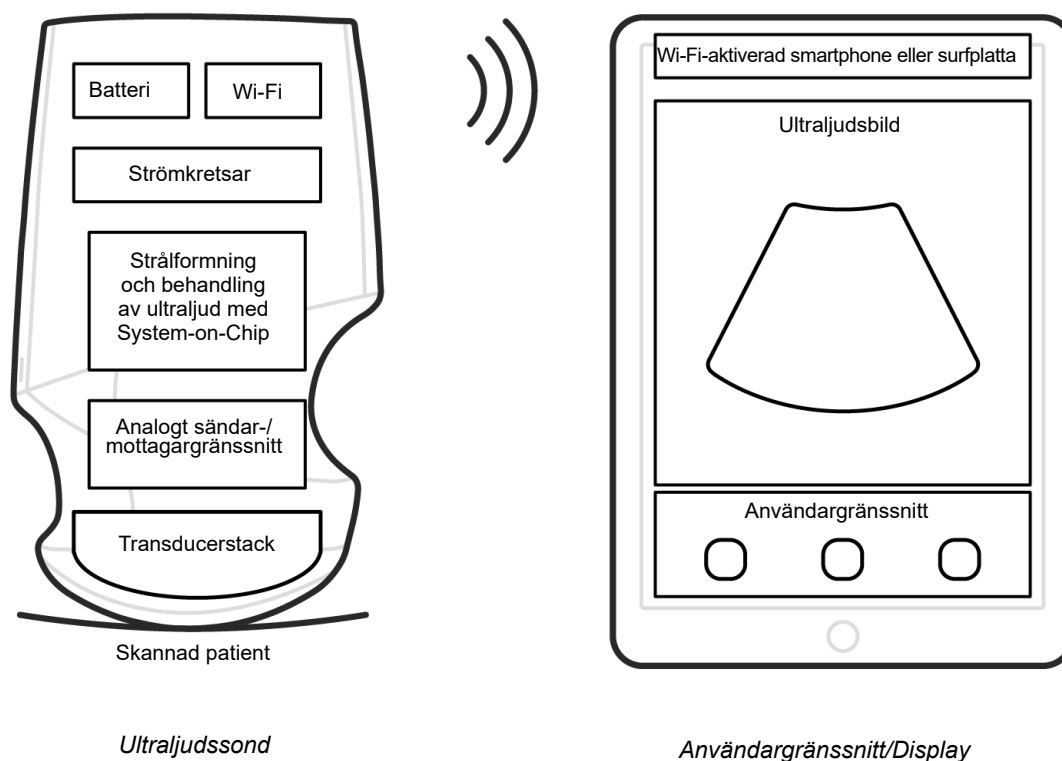 Batteri
Wi-Fi
Strömkretsar
Strålformning
och behandling
av ultraljud med
System-on-Chip
Analogt sändar-/
mottagargränssnitt
Transducerstack
Skannad patient
Ultraljudssond
Wi-Fi-aktiverad smartphone eller surfplatta
Ultraljudsbild
Användargränssnitt
Användargränssnitt/Display